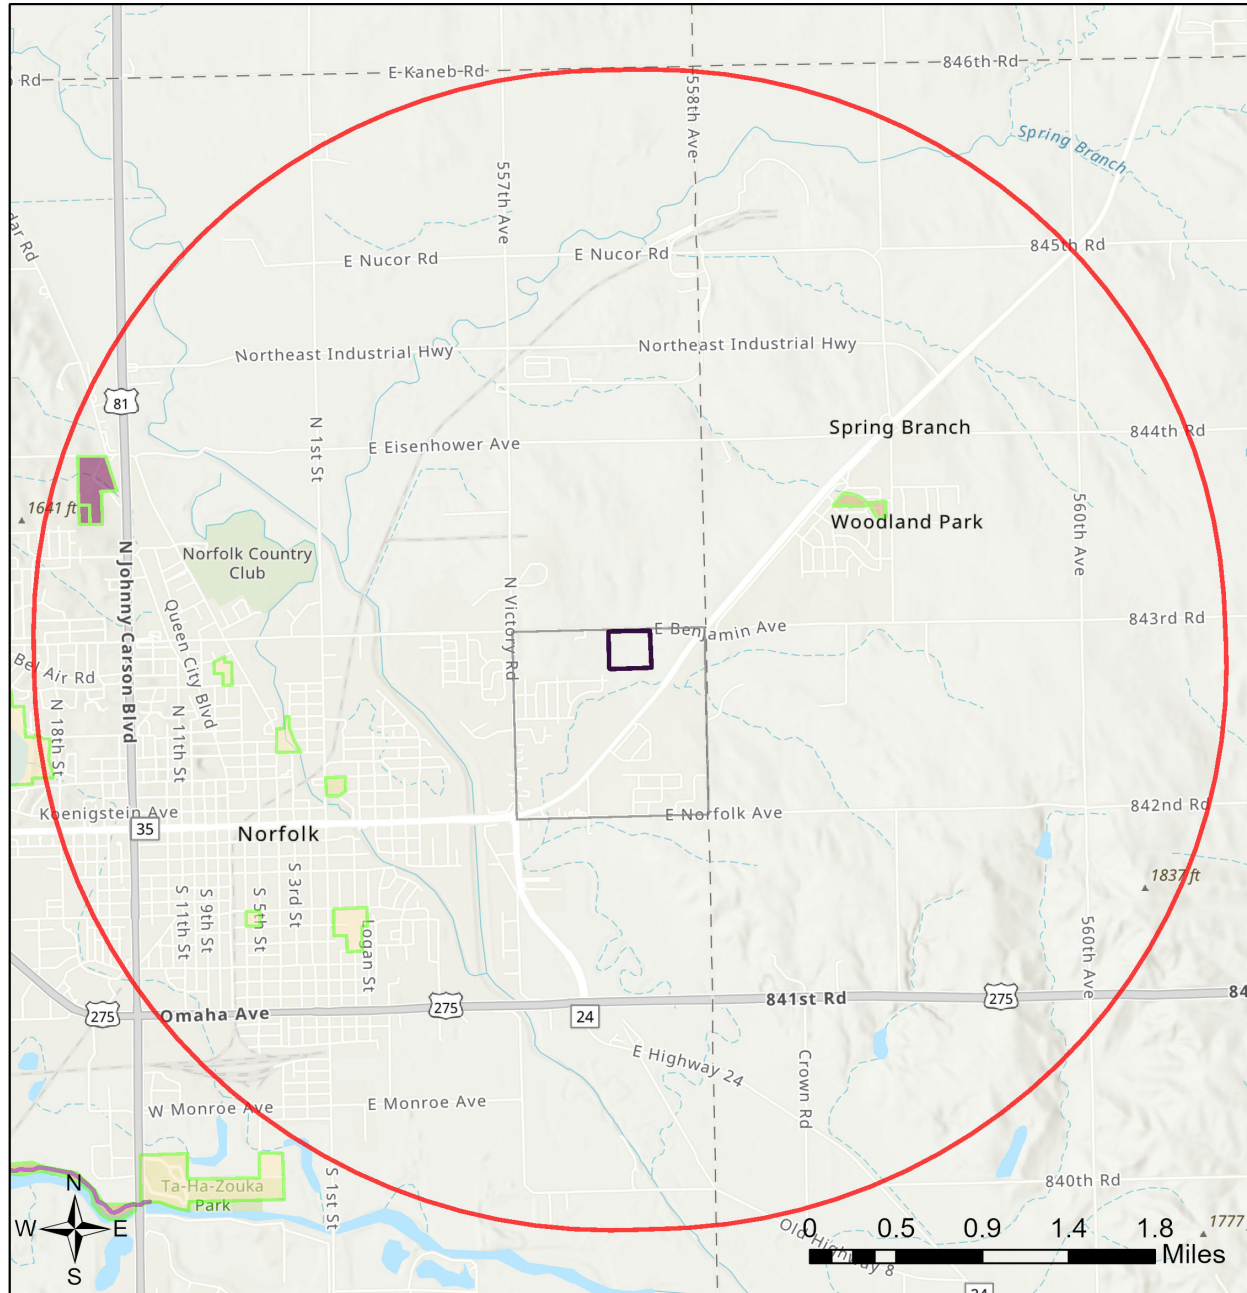 E Kaneb Rd
846th Rd
Rd
558th Ave
Spring Branch
557th Ave
845th Rd
E Nucor Rd
E Nucor Rd
Northeast Industrial Hwy
Northeast Industrial Hwy
81
N 1st St
Spring Branch
E Eisenhower Ave
844th Rd
1641 ft
Woodland Park
560th Ave
Norfolk Country
Club
N Johnny Carson Blvd
Queen City Blvd
N Victory Rd
E Benjamin Ave
843rd Rd
Bel Air Rd
N 18th St
N 11th St
Koenigstein Ave
35
Norfolk
E Norfolk Ave
842nd Rd
1837 ft
S 11th St
S 9th St
S 5th St
S 3rd St
Logan St
560th Ave
275
Omaha Ave
275
24
841st Rd
275
84
E Highway 24
Crown Rd
W Monroe Ave
E Monroe Ave
Ta-Ha-Zouka
Park
S 1st St
840th Rd
Old Highway 8
1777
N
W
E
S
0 0.5 0.9 1.4 1.8
Miles